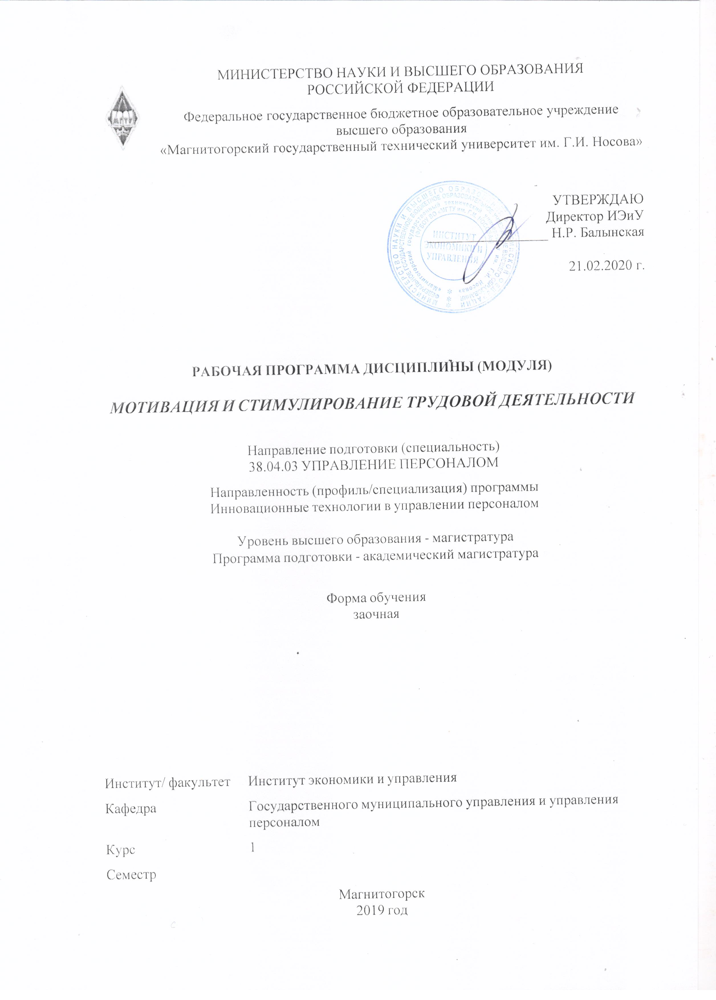 МИНИСТЕРСТВО НАУКИ И ВЫСШЕГО ОБРАЗОВАНИЯ
РОССИЙСКОЙ ФЕДЕРАЦИИ
МГТУ
Федеральное государственное бюджетное образовательное учреждение
высшего образования
«Магнитогорский государственный технический университет им. Г.И. Носова»
УТВЕРЖДАЮ
Директор ИЭиУ
Н.Р. Балынская
21.02.2020 г.
ИНСТИТУТ
ЭКОНОМИКИ И
УПРАВЛЕНИЯ
РАБОЧАЯ ПРОГРАММА ДИСЦИПЛИНЫ (МОДУЛЯ)
МОТИВАЦИЯ И СТИМУЛИРОВАНИЕ ТРУДОВОЙ ДЕЯТЕЛЬНОСТИ
Направление подготовки (специальность)
38.04.03 УПРАВЛЕНИЕ ПЕРСОНАЛОМ
Направленность (профиль/специализация) программы
Инновационные технологии в управлении персоналом
Уровень высшего образования - магистратура
Программа подготовки - академический магистратура
Форма обучения
заочная
Институт/ факультет Институт экономики и управления
Кафедра Государственного муниципального управления и управления
персоналом
Курс 1
Семестр
Магнитогорск
2019 год